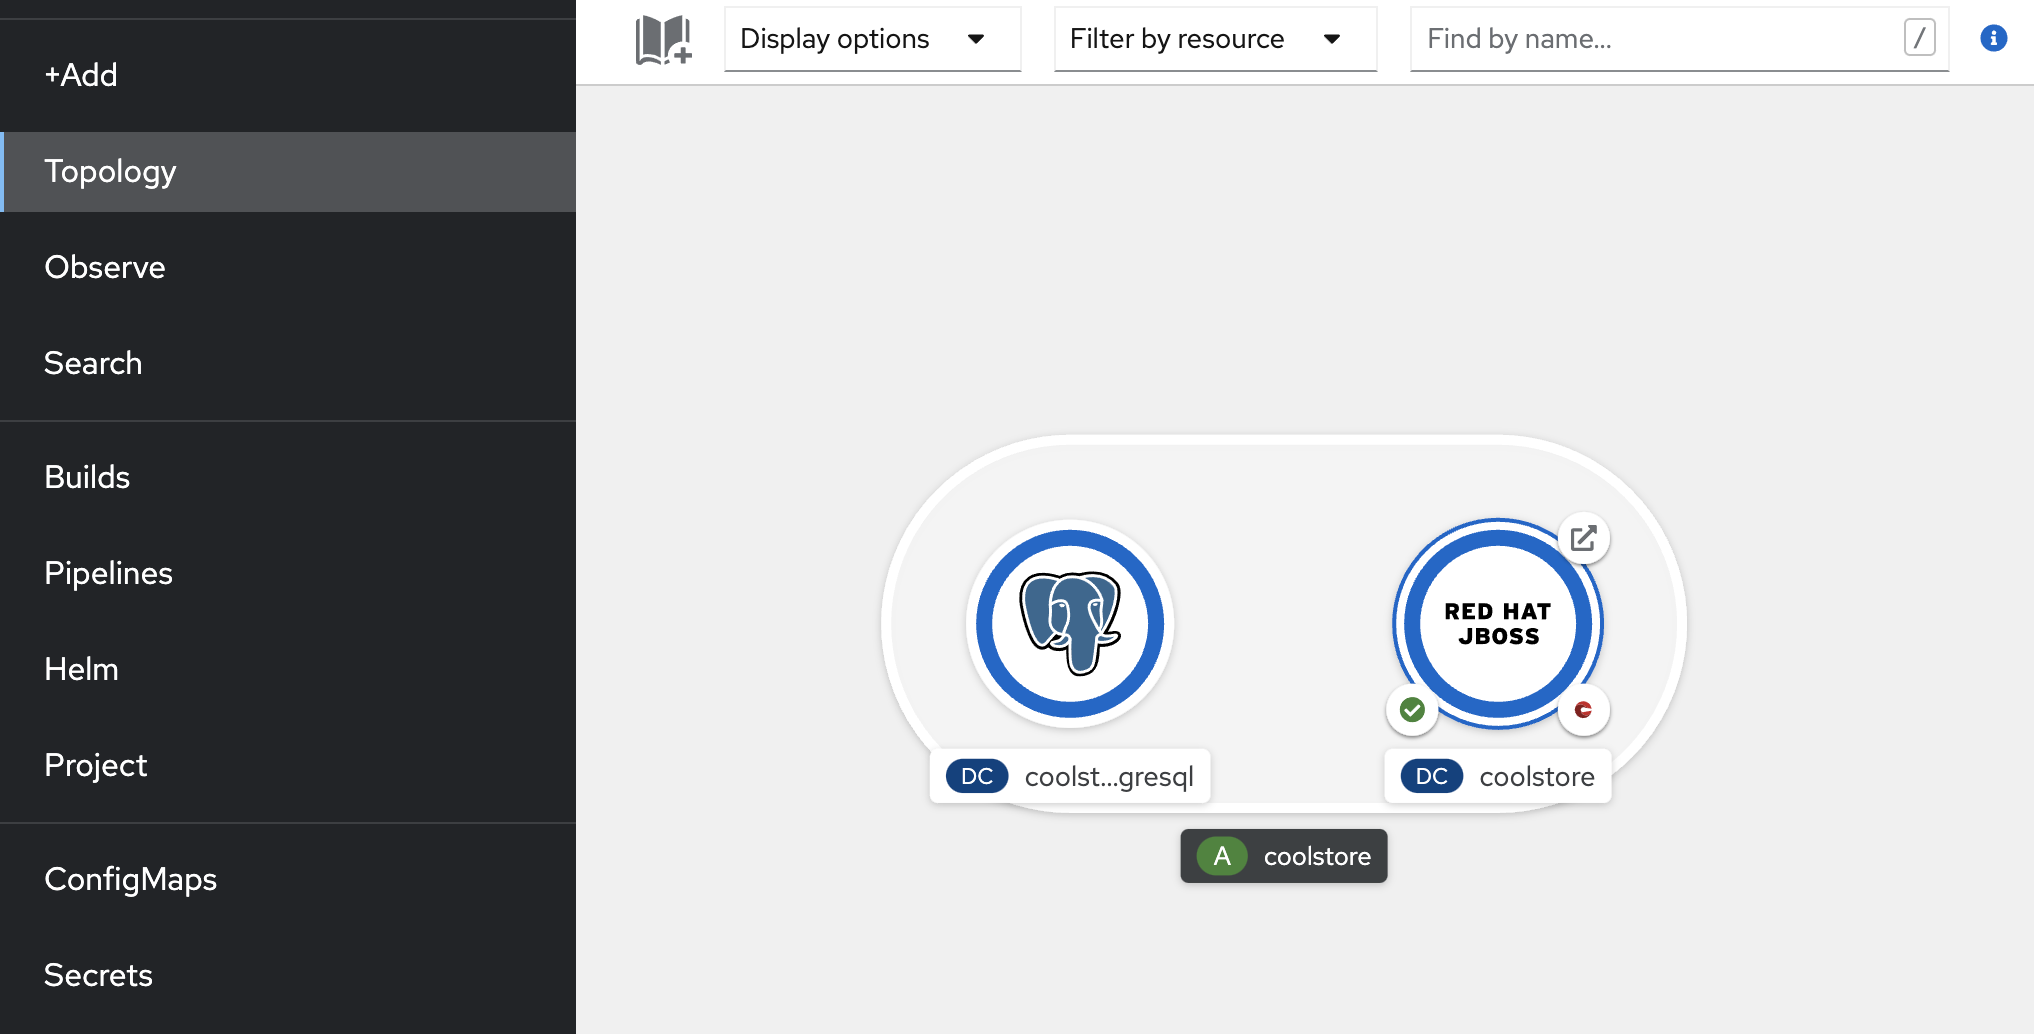 +Add
Topology
Observe
Search
Builds
Pipelines
Helm
Project
ConfigMaps
Secrets
Display options
Filter by resource
Find by name...
/
RED HAT
JBOSS
DC coolst...gresql
DC coolstore
A coolstore